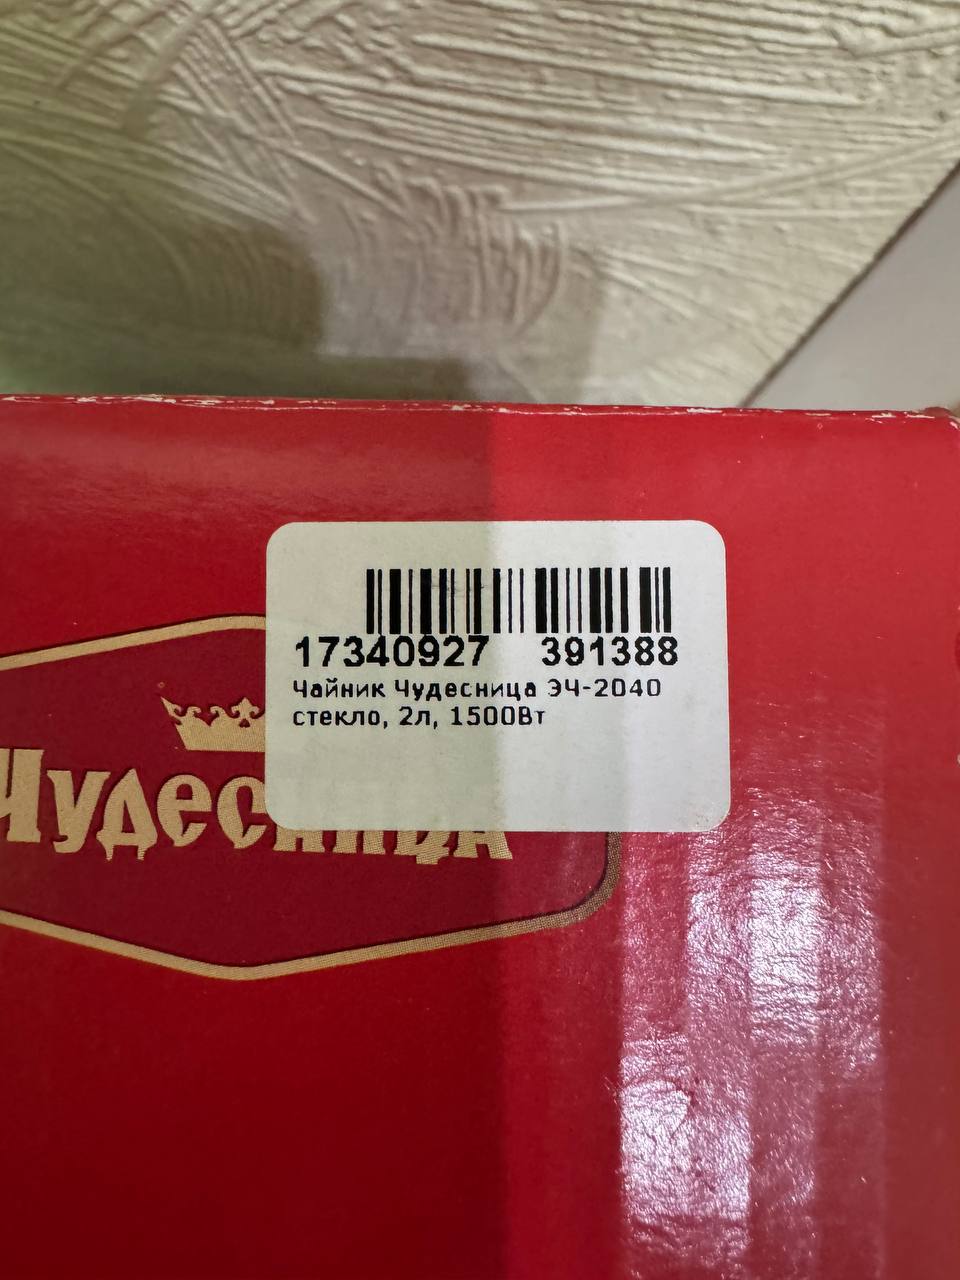 17340927 391388
Чайник Чудесница ЭЧ-2040
стекло, 2л, 1500Вт
Чудесница